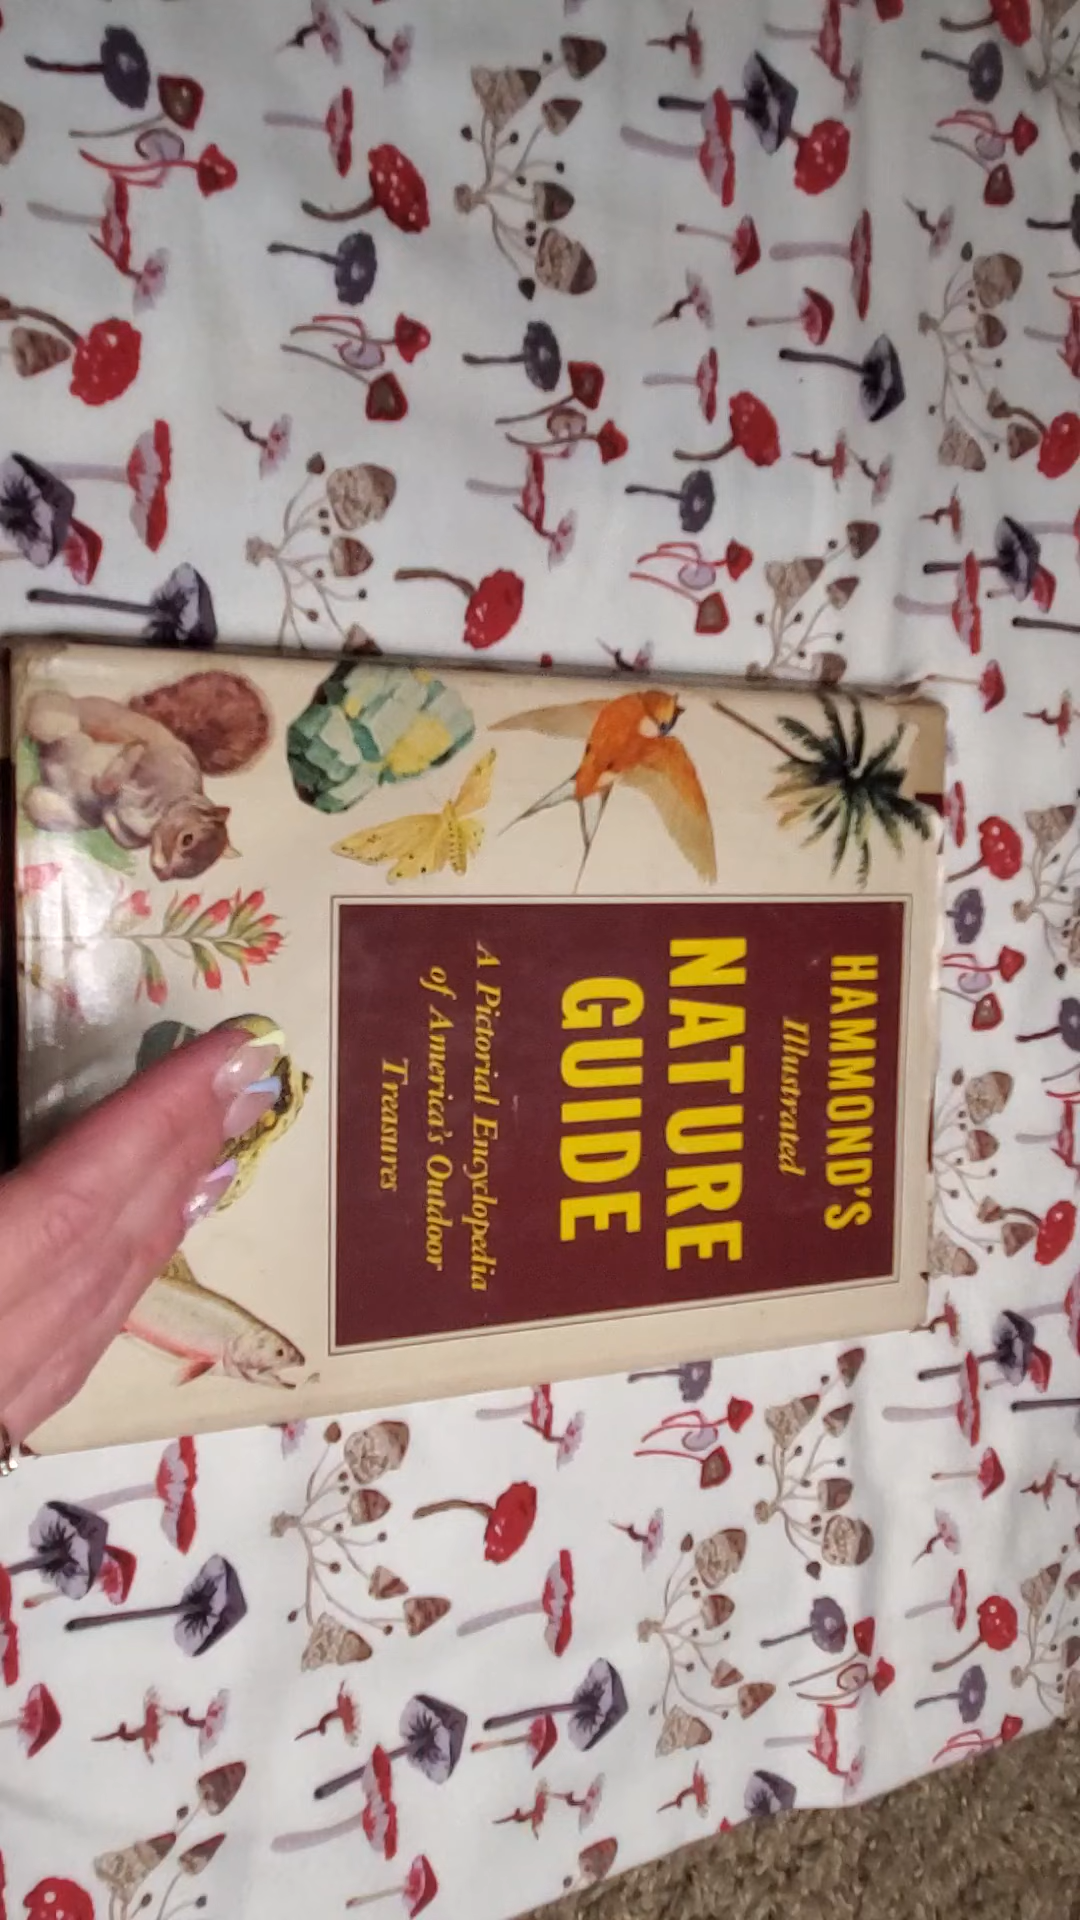 HAMMOND'S
Illustrated
NATURE
GUIDE
A Pictorial Encyclopedia
of America's Outdoor
Treasures